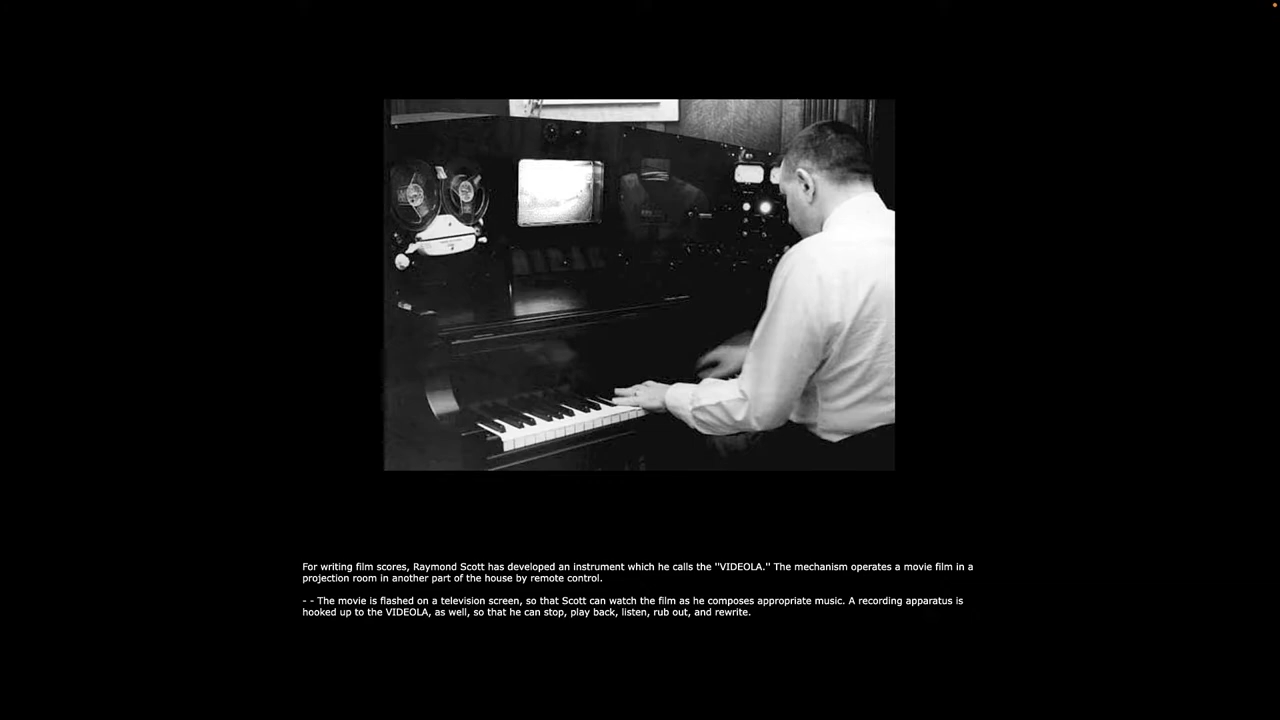 For writing film scores, Raymond Scott has developed an instrument which he calls the "VIDEOLA." The mechanism operates a movie film in a
projection room in another part of the house by remote control.
- - The movie is flashed on a television screen, so that Scott can watch the film as he composes appropriate music. A recording apparatus is
hooked up to the VIDEOLA, as well, so that he can stop, play back, listen, rub out, and rewrite.